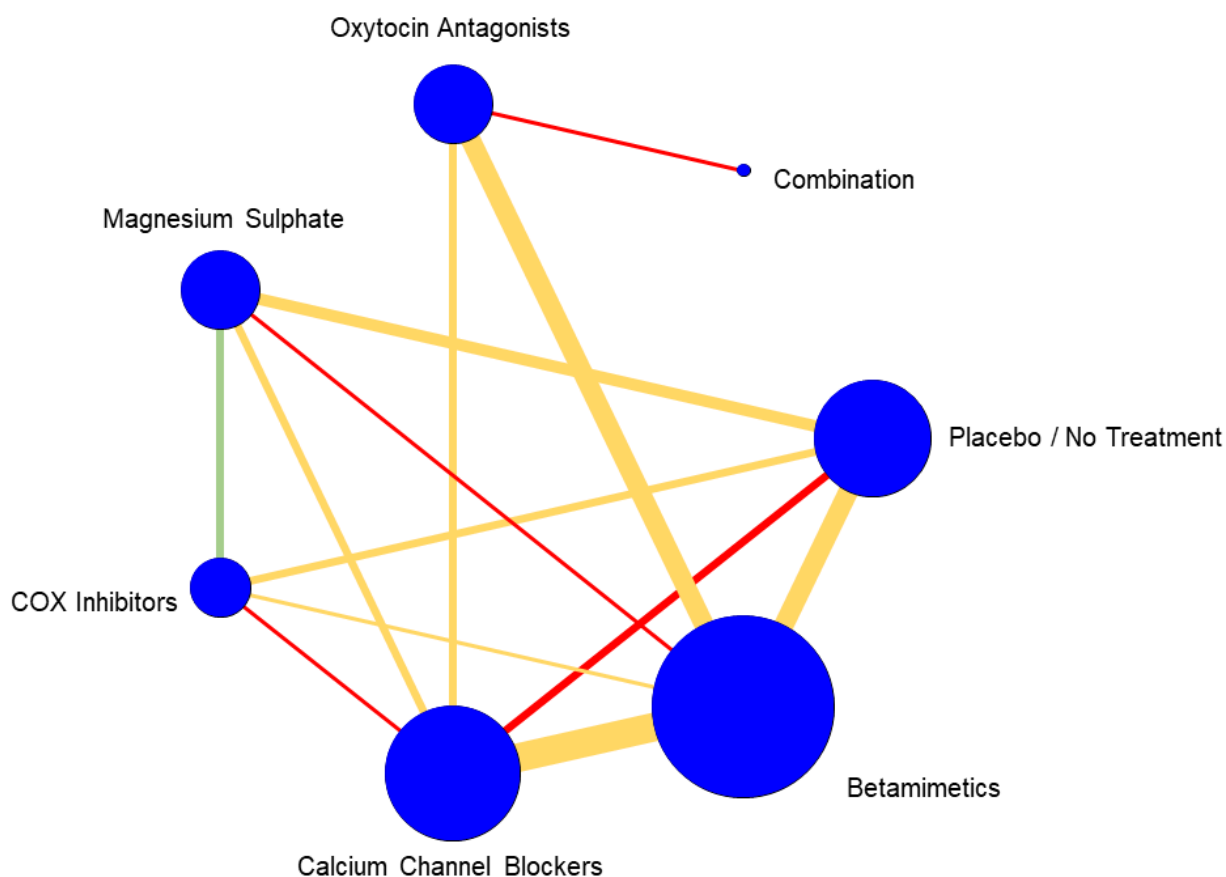 Oxytocin Antagonists
Combination
Magnesium Sulphate
Placebo / No Treatment
COX Inhibitors
Betamimetics
Calcium Channel Blockers